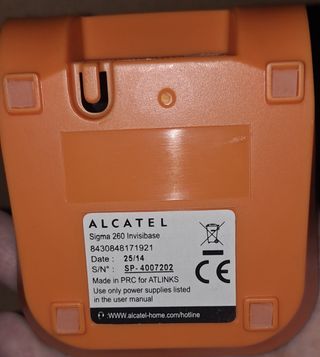 ALCATEL
Sigma 260 Invisibase
8430848171921
Date : 25/14
S/N° : SP-4007202
Made in PRC for ATLINKS
Use only power supplies listed
in the user manual
CE
:WWW.alcatel-home.com/hotline